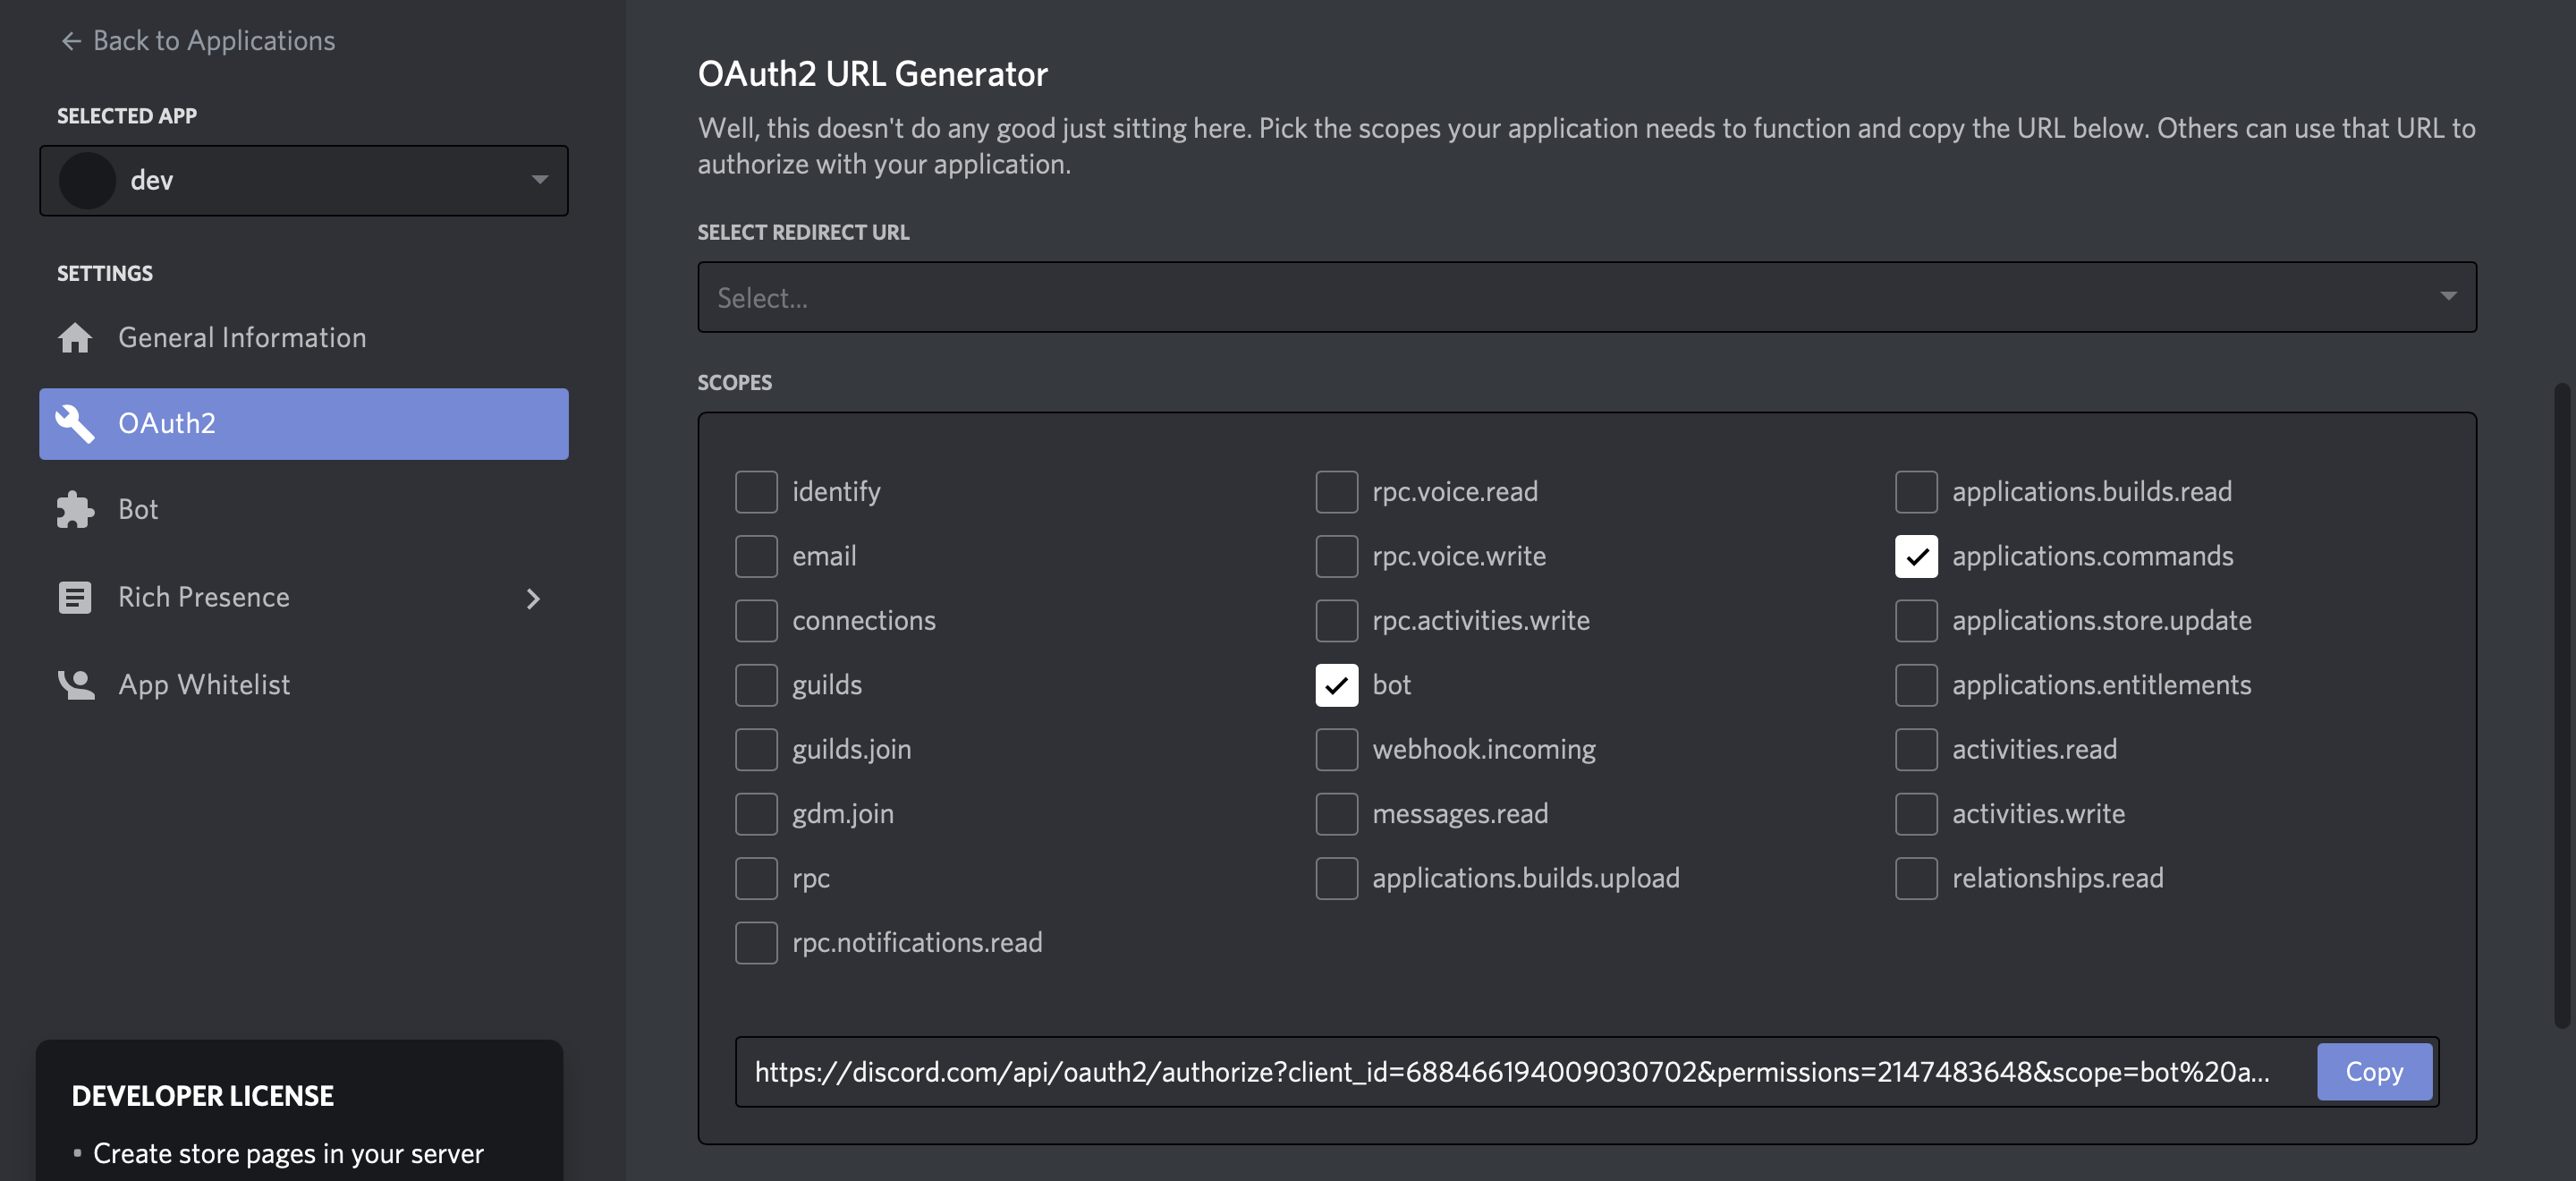 ← Back to Applications
SELECTED APP
dev
SETTINGS
General Information
OAuth2
Bot
Rich Presence
App Whitelist
DEVELOPER LICENSE
▪ Create store pages in your server
OAuth2 URL Generator
Well, this doesn't do any good just sitting here. Pick the scopes your application needs to function and copy the URL below. Others can use that URL to
authorize with your application.
SELECT REDIRECT URL
Select...
SCOPES
identify
email
connections
guilds
guilds.join
gdm.join
rpc
rpc.notifications.read
rpc.voice.read
rpc.voice.write
rpc.activities.write
bot
webhook.incoming
messages.read
applications.builds.upload
applications.builds.read
applications.commands
applications.store.update
applications.entitlements
activities.read
activities.write
relationships.read
https://discord.com/api/oauth2/authorize?client_id=688466194009030702&permissions=2147483648&scope=bot%20a...
Copy